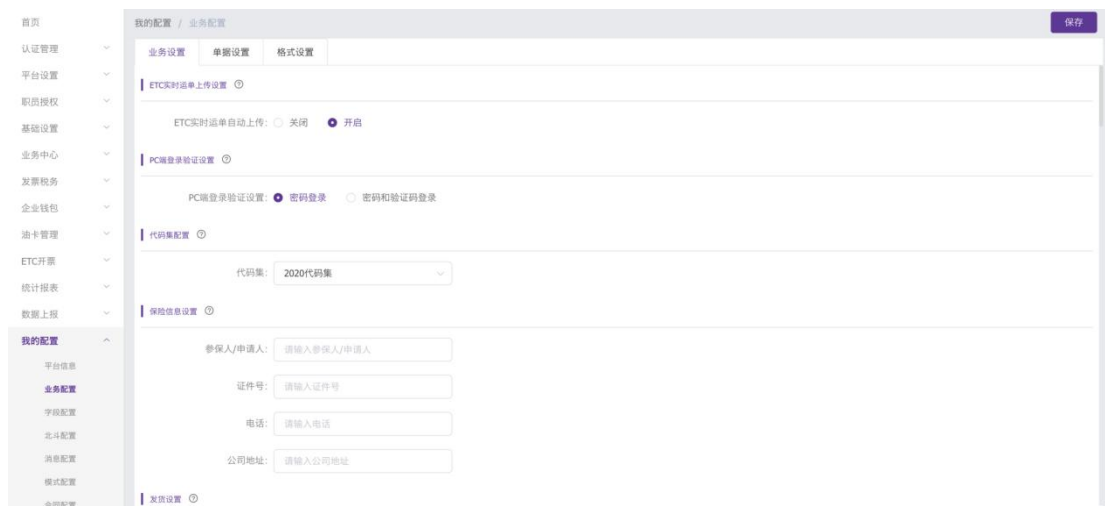 首页
认证管理
平台设置
职员授权
基础设置
业务中心
发票税务
企业钱包
油卡管理
ETC开票
统计报表
数据上报
我的配置
平台信息
业务配置
字段配置
北斗配置
消息配置
模式配置
合同配置
我的配置 / 业务配置
保存
业务设置 单据设置 格式设置
ETC实时运单上传设置
ETC实时运单自动上传: 关闭 开启
PC端登录验证设置
PC端登录验证设置: 密码登录 密码和验证码登录
代码集配置
代码集: 2020代码集
保险信息设置
参保人/申请人: 请输入参保人/申请人
证件号: 请输入证件号
电话: 请输入电话
公司地址: 请输入公司地址
发货设置